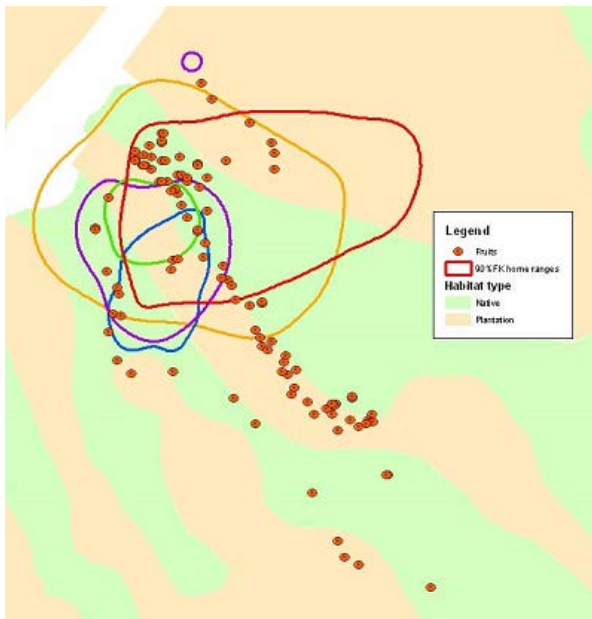 Legend
Fruits
90% FK home ranges
Habitat type
Native
Plantation